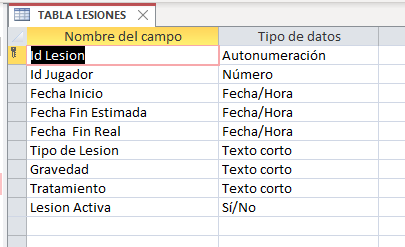 TABLA LESIONES
Nombre del campo Tipo de datos
Id Lesion Autonumeración
Id Jugador Número
Fecha Inicio Fecha/Hora
Fecha Fin Estimada Fecha/Hora
Fecha  Fin Real Fecha/Hora
Tipo de Lesion Texto corto
Gravedad Texto corto
Tratamiento Texto corto
Lesion Activa Sí/No